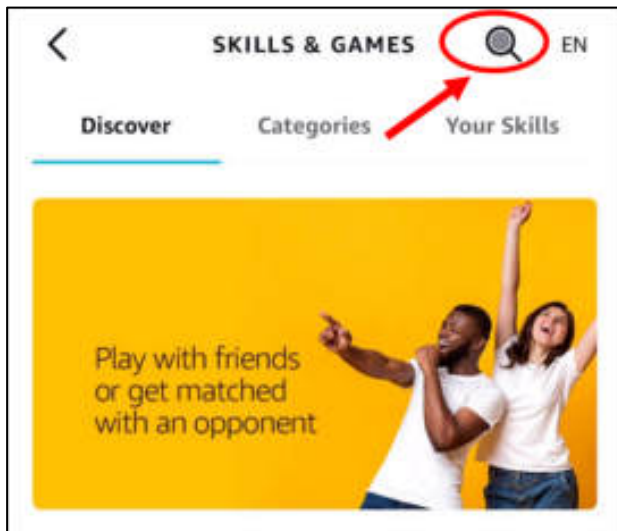 SKILLS & GAMES EN
Discover Categories Your Skills
Play with friends
or get matched
with an opponent